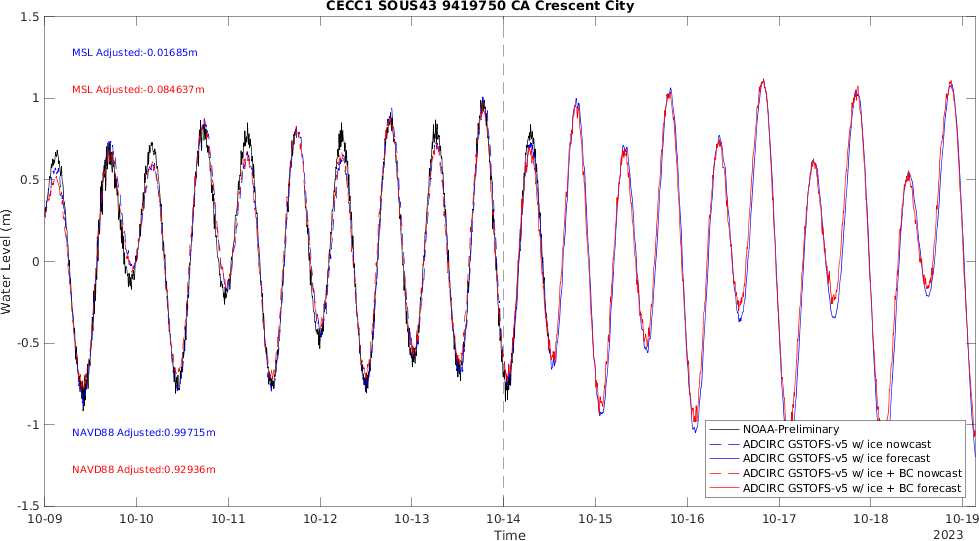 CECC1 SOUS43 9419750 CA Crescent City
1.5
MSL Adjusted:-0.01685m
MSL Adjusted:-0.084637m
1
0.5
0
-0.5
-1
-1.5
Water Level (m)
NAVD88 Adjusted:0.99715m
NAVD88 Adjusted:0.92936m
NOAA-Preliminary
ADCIRC GSTOFS-v5 w/ ice nowcast
ADCIRC GSTOFS-v5 w/ ice forecast
ADCIRC GSTOFS-v5 w/ ice + BC nowcast
ADCIRC GSTOFS-v5 w/ ice + BC forecast
10-09 10-10 10-11 10-12 10-13 10-14 10-15 10-16 10-17 10-18 10-19
Time
2023